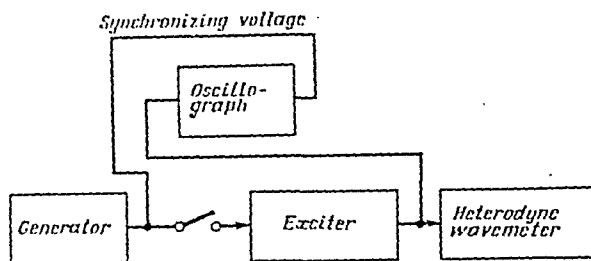 Synchronizing voltage
Oscillo-
graph
Generator
Exciter
Heterodyne
wavemeter